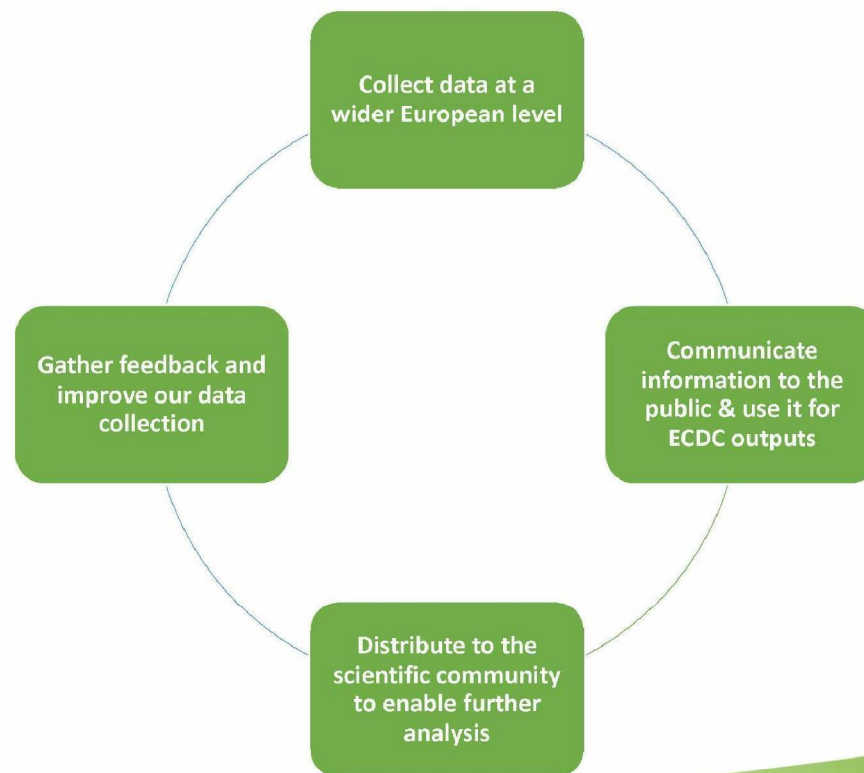 Collect data at a
wider European level
Communicate
information to the
public & use it for
ECDC outputs
Distribute to the
scientific community
to enable further
analysis
Gather feedback and
improve our data
collection